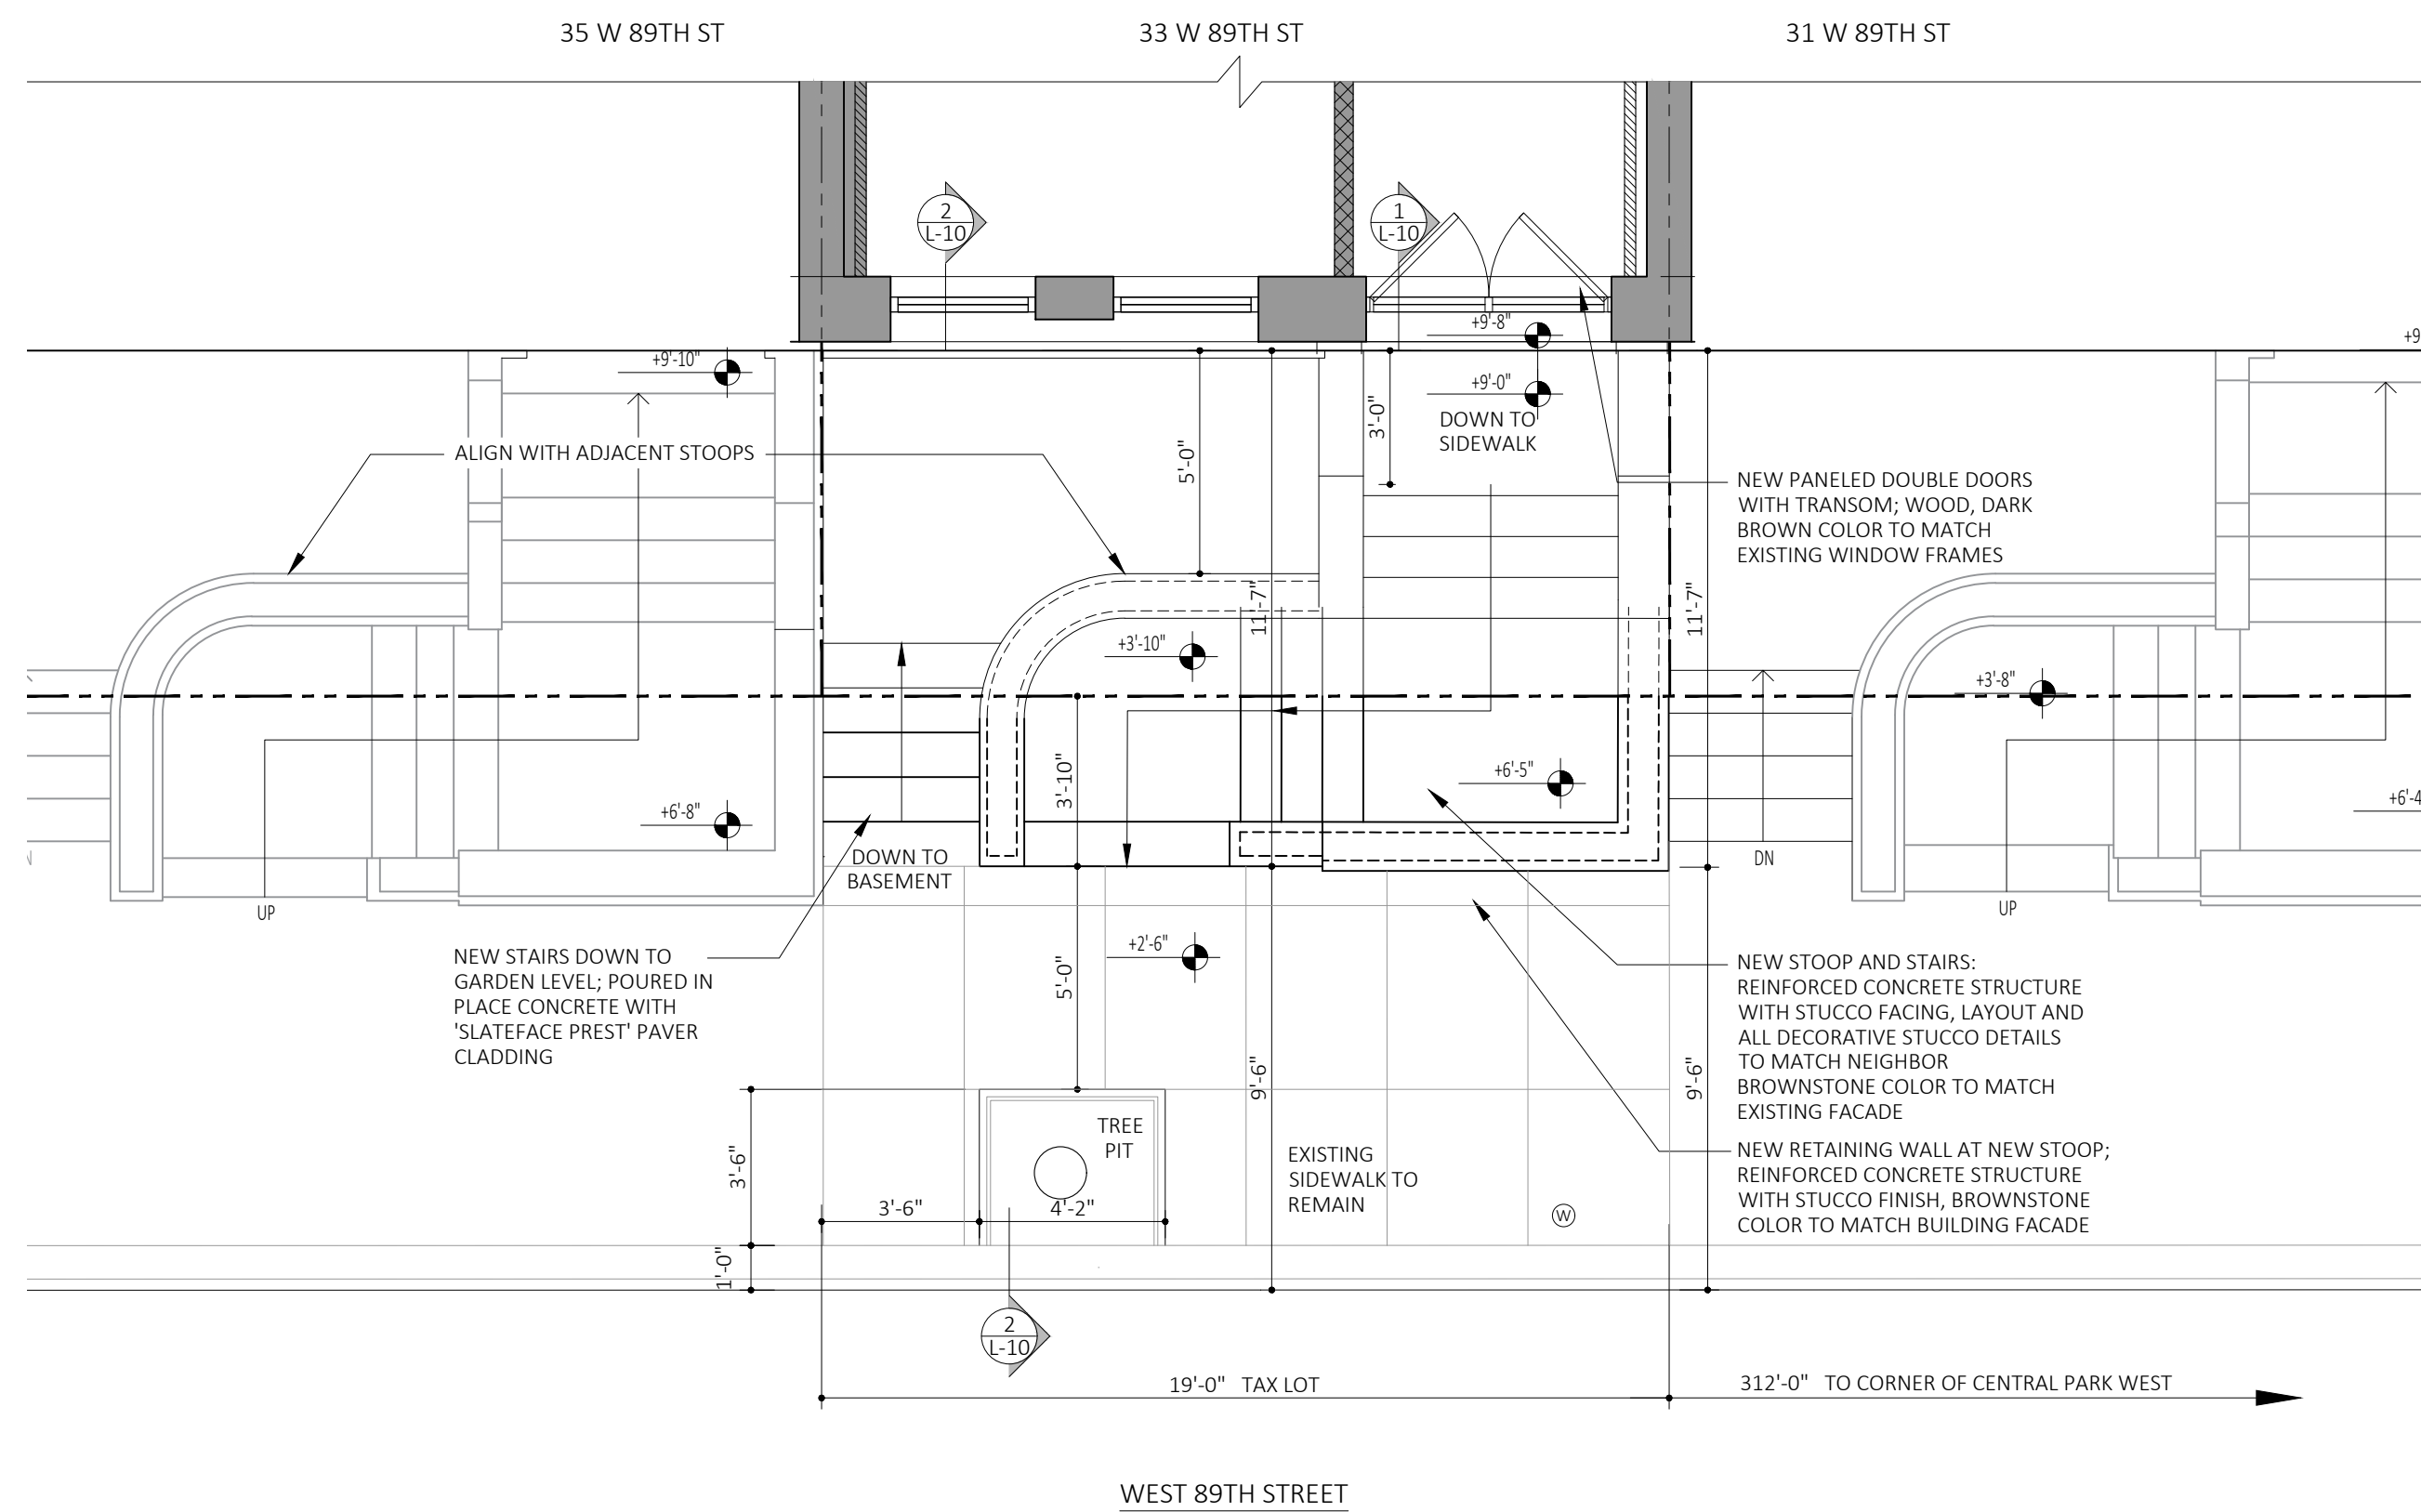 35 W 89TH ST
33 W 89TH ST
31 W 89TH ST
2
L-10
1
L-10
+9'-8"
+9'-10"
+9'-0"
DOWN TO
SIDEWALK
3'-0"
5'-0"
ALIGN WITH ADJACENT STOOPS
NEW PANELED DOUBLE DOORS
WITH TRANSOM; WOOD, DARK
BROWN COLOR TO MATCH
EXISTING WINDOW FRAMES
11'-7"
11'-7"
+3'-10"
+3'-8"
3'-10"
+6'-5"
+6'-8"
+6'-4
DOWN TO
BASEMENT
DN
UP
UP
NEW STAIRS DOWN TO
GARDEN LEVEL; POURED IN
PLACE CONCRETE WITH
'SLATEFACE PREST' PAVER
CLADDING
+2'-6"
5'-0"
NEW STOOP AND STAIRS:
REINFORCED CONCRETE STRUCTURE
WITH STUCCO FACING, LAYOUT AND
ALL DECORATIVE STUCCO DETAILS
TO MATCH NEIGHBOR
BROWNSTONE COLOR TO MATCH
EXISTING FACADE
9'-6"
9'-6"
TREE
PIT
3'-6"
3'-6"
4'-2"
EXISTING
SIDEWALK TO
REMAIN
W
NEW RETAINING WALL AT NEW STOOP;
REINFORCED CONCRETE STRUCTURE
WITH STUCCO FINISH, BROWNSTONE
COLOR TO MATCH BUILDING FACADE
1'-0"
2
L-10
19'-0" TAX LOT
312'-0" TO CORNER OF CENTRAL PARK WEST
WEST 89TH STREET